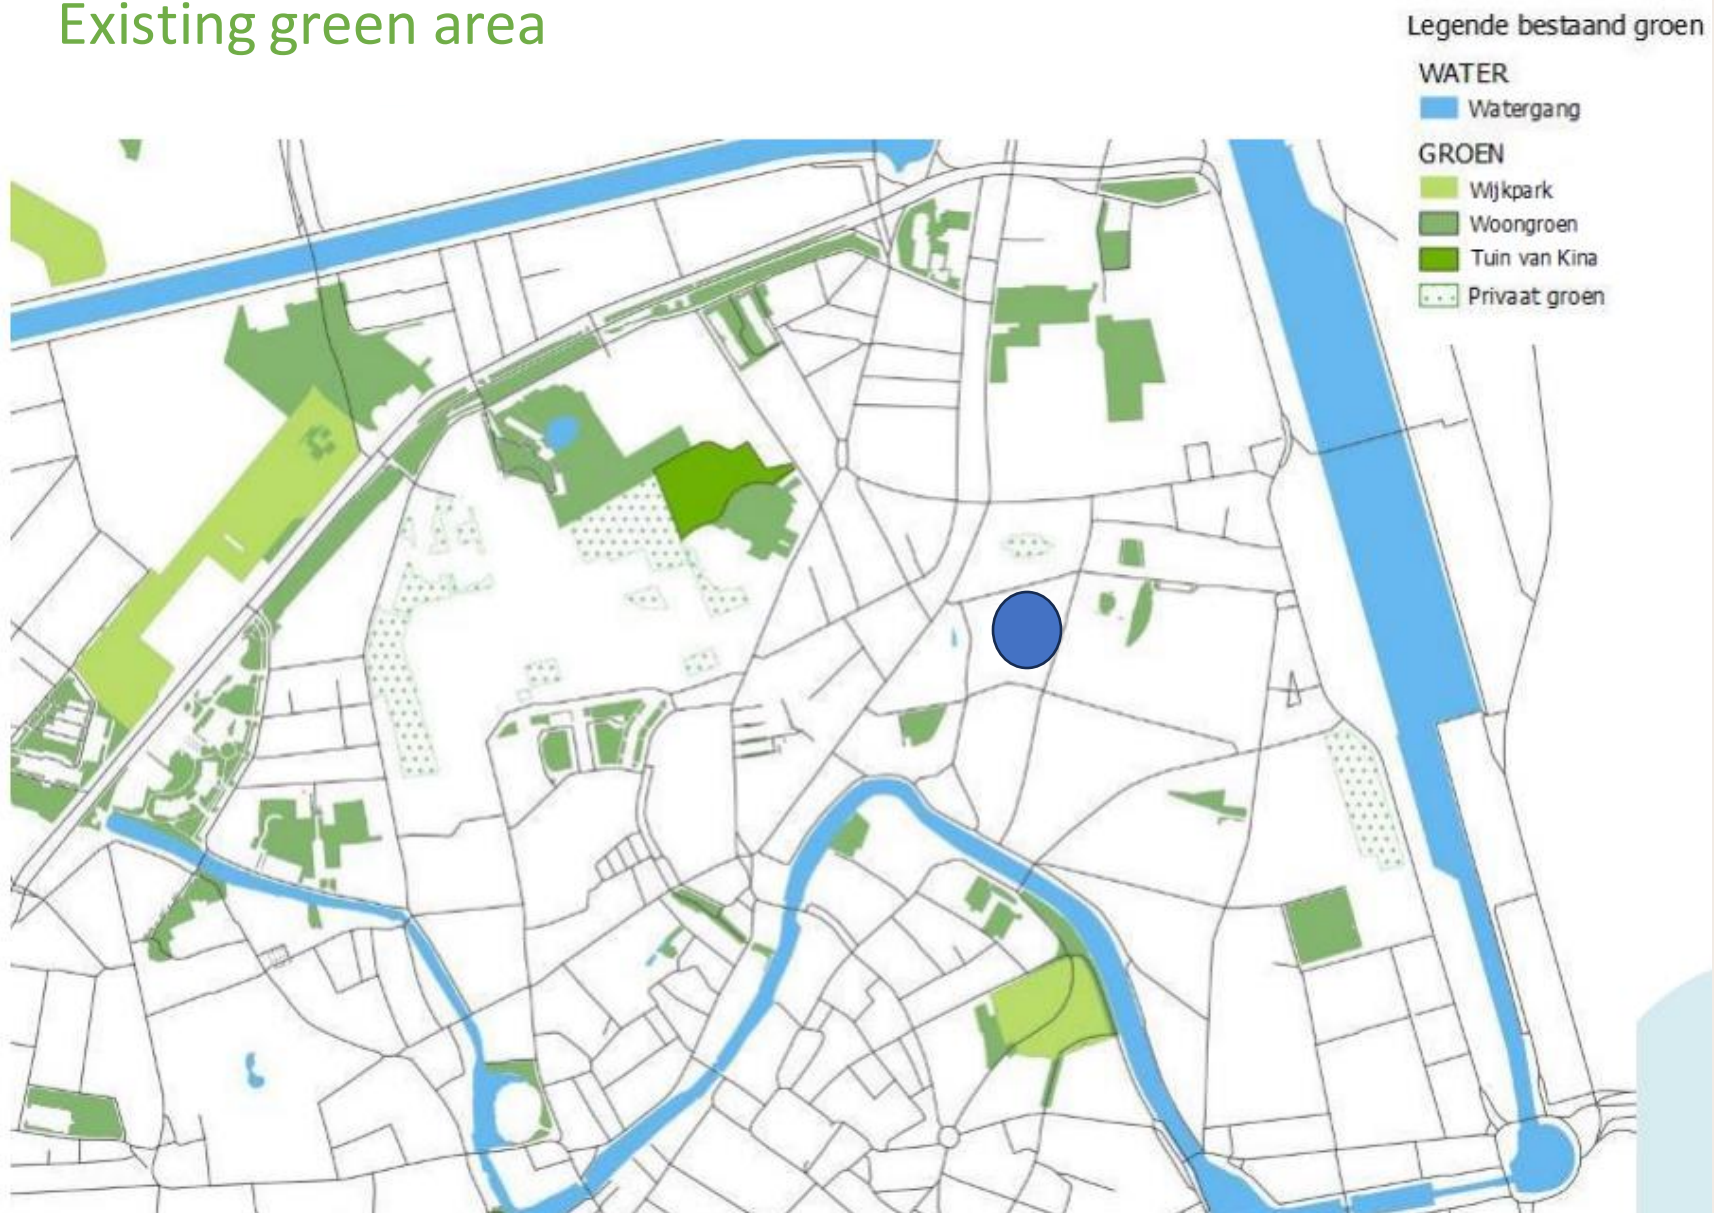 Existing green area
Legende bestaand groen
WATER
Watergang
GROEN
Wijkpark
Woongroen
Tuin van Kina
Privaat groen